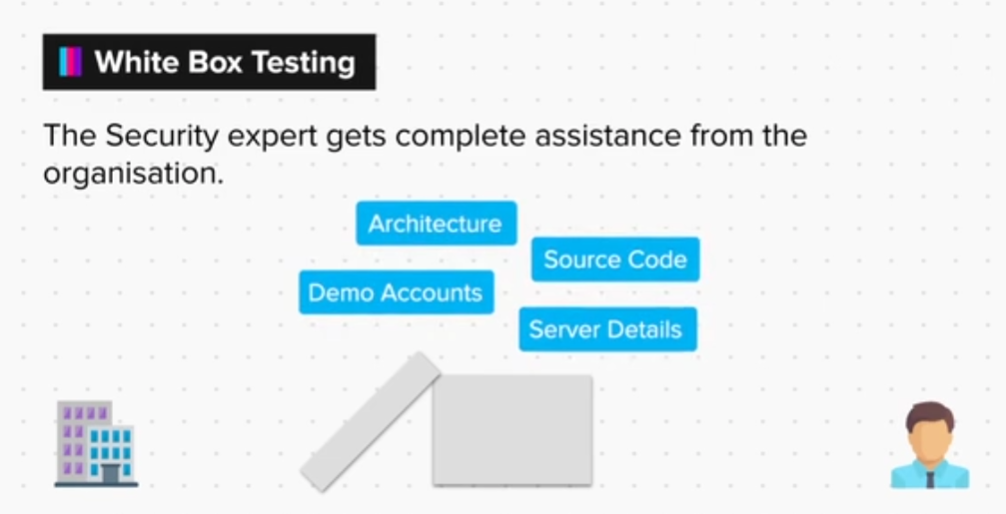 White Box Testing
The Security expert gets complete assistance from the
organisation.
Architecture
Source Code
Demo Accounts
Server Details